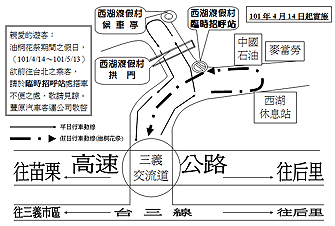 101年4月14日起實施
親愛的遊客:
油桐花祭期間之假日,
(101/4/14~101/5/13)
欲前往台北之乘客,
請於臨時招呼站處搭車
不便之處,敬請見諒。
豐原汽車客運公司敬啓
西湖渡假村
候車亭
西湖渡假村
臨時招呼站
西湖渡假村
拱門
中國
石油
麥當勞
西湖
休息站
平日行車動線
假日行車動線(油桐花祭)
高速
三義
交流道
公路
往苗栗
往后里
往三義市區
台三線
往后里